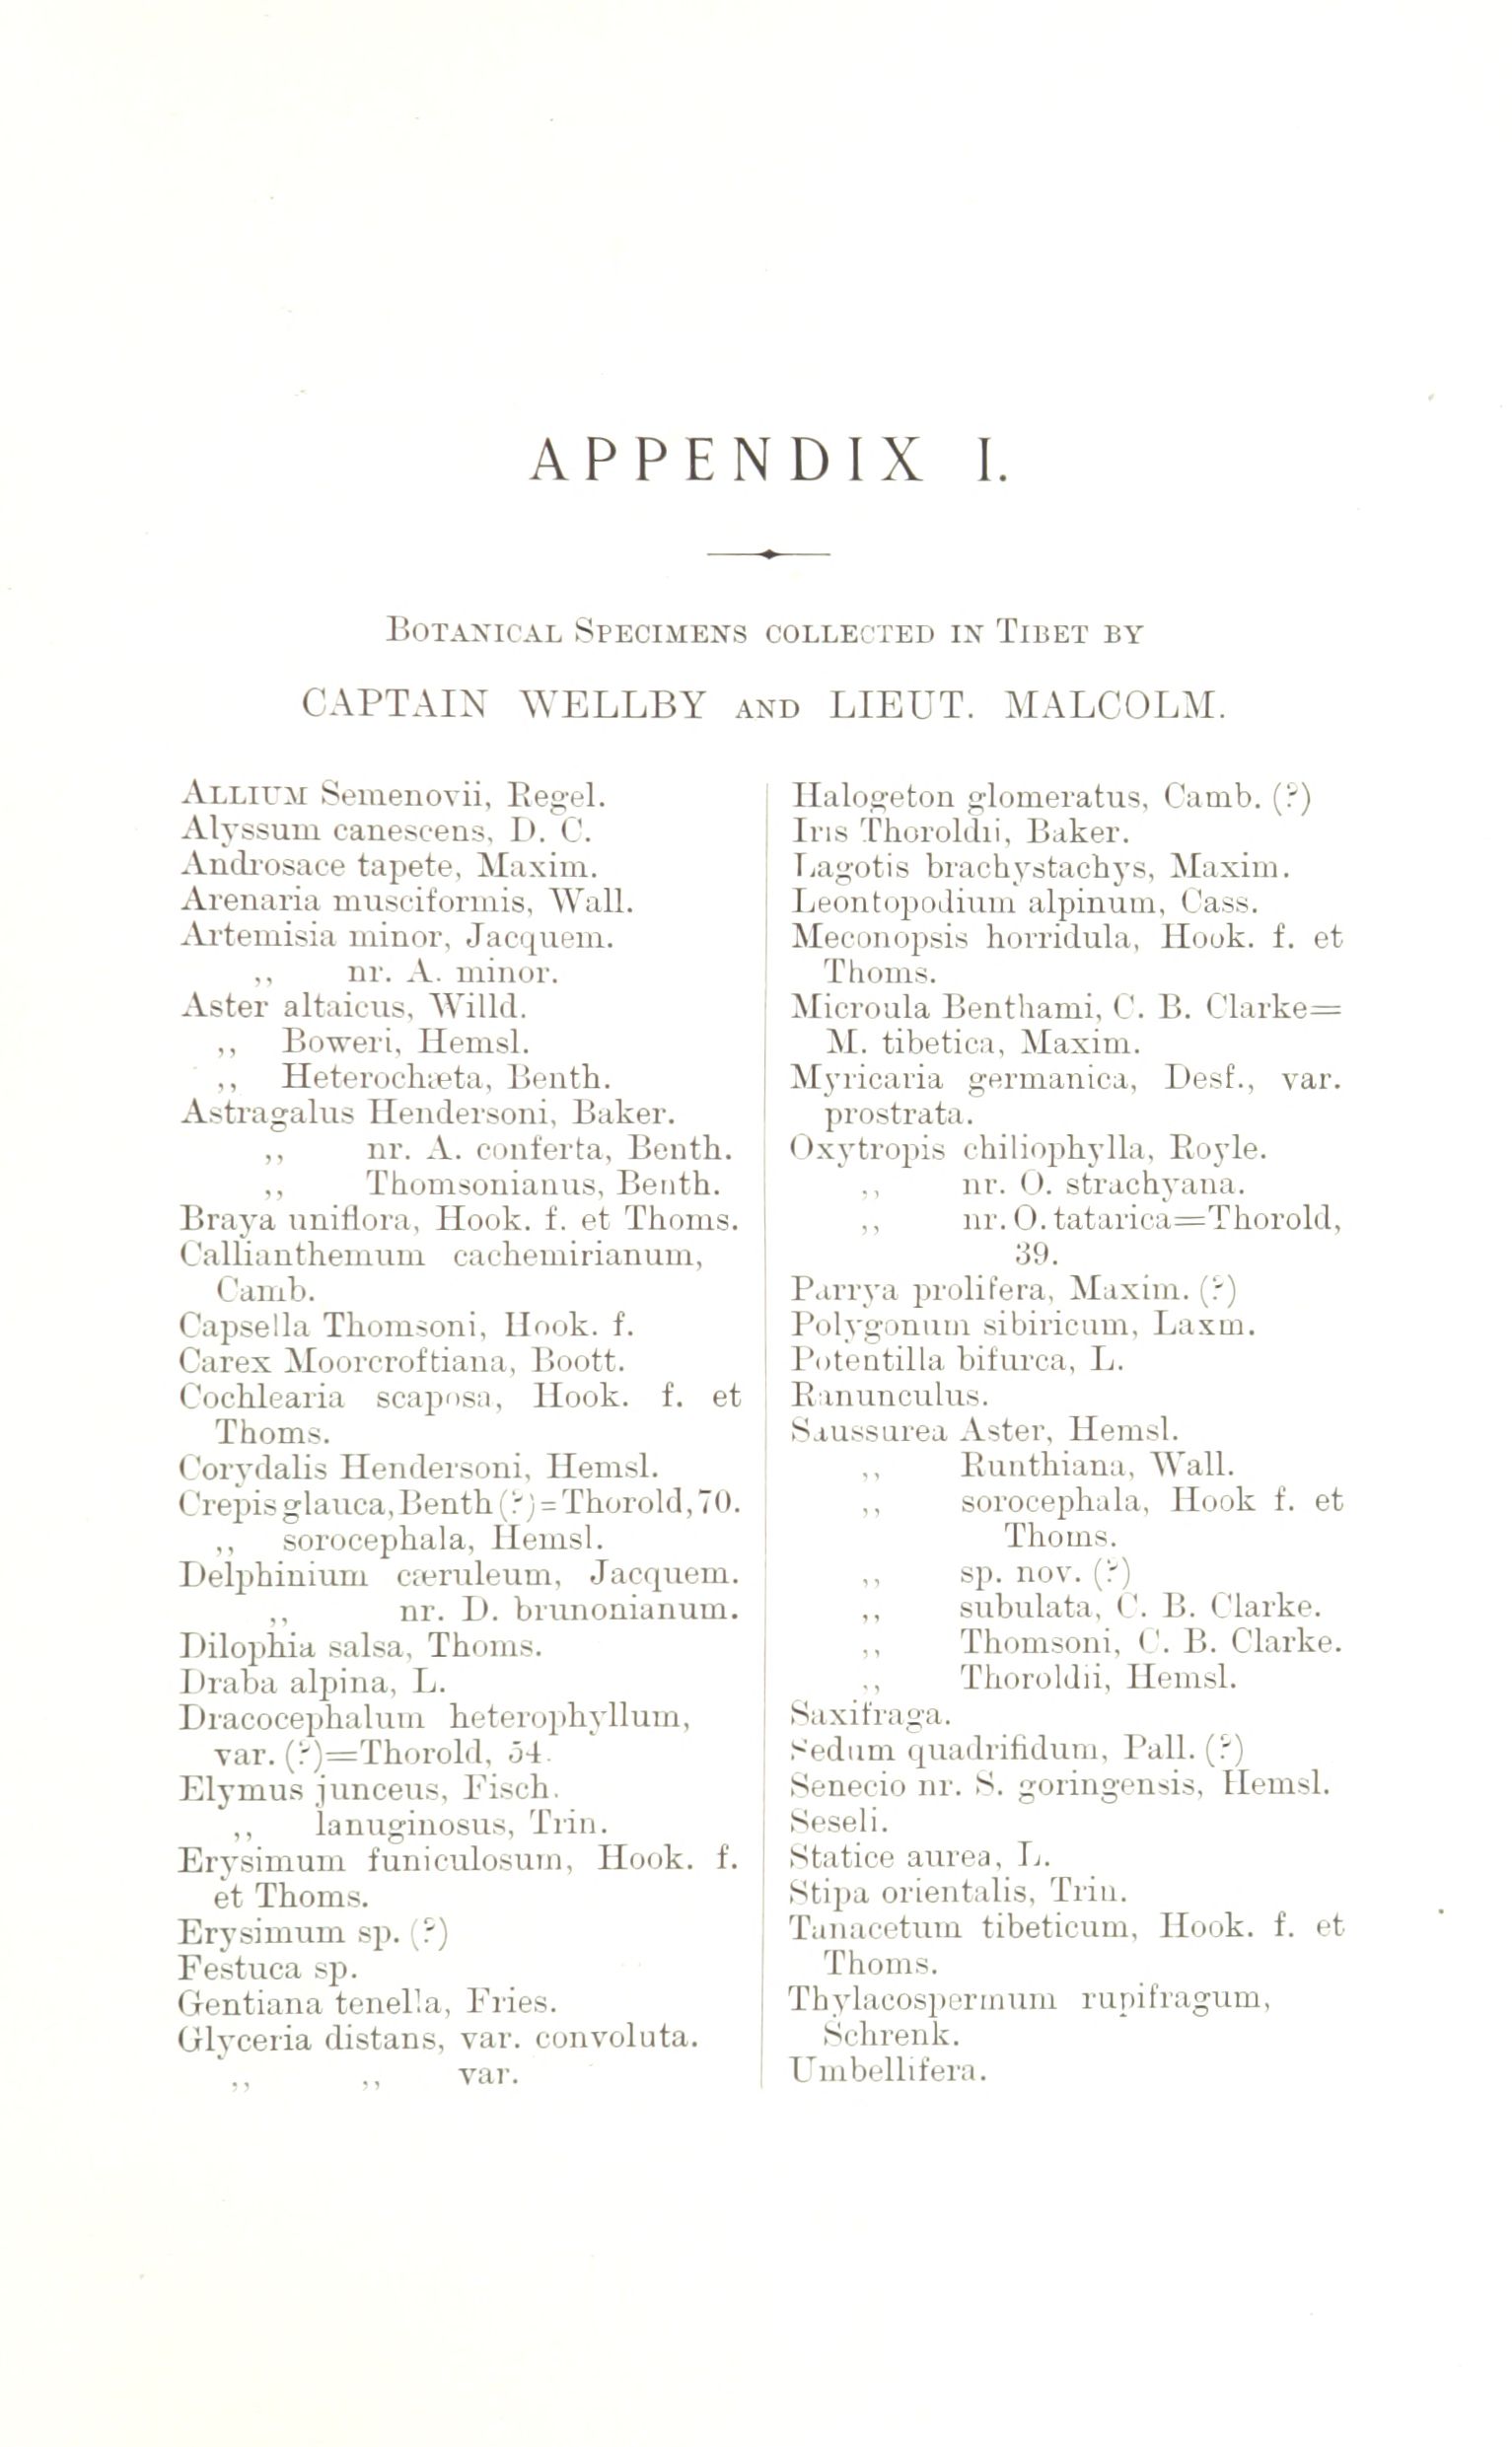 APPENDIX I.
BOTANICAL SPECIMENS COLLECTED IN TIBET BY
CAPTAIN WELLBY AND LIEUT. MALCOLM.
ALLIUM Semenovii, Regel.
Alyssum canescens, D. C.
Androsace tapete, Maxim.
Arenaria musciformis, Wall.
Artemisia minor, Jacquem.
,, nr. A. minor.
Aster altaicus, Willd.
,, Boweri, Hemsl.
,, Heterochæta, Benth.
Astragalus Hendersoni, Baker.
,, nr. A. conferta, Benth.
,, Thomsonianus, Benth.
Braya uniflora, Hook. f. et Thoms.
Callianthemum cachemirianum,
Camb.
Capsella Thomsoni, Hook. f.
Carex Moorcroftiana, Boott.
Cochlearia scaposa, Hook. f. et
Thoms.
Corydalis Hendersoni, Hemsl.
Crepis glauca, Benth (?)=Thorold, 70.
,, sorocephala, Hemsl.
Delphinium cæruleum, Jacquem.
,, nr. D. brunonianum.
Dilophia salsa, Thoms.
Draba alpina, L.
Dracocephalum heterophyllum,
var. (?)=Thorold, 54.
Elymus junceus, Fisch.
,, lanuginosus, Trin.
Erysimum funiculosum, Hook. f.
et Thoms.
Erysimum sp. (?)
Festuca sp.
Gentiana tenella, Fries.
Glyceria distans, var. convoluta.
,, ,, var.
Halogeton glomeratus, Camb. (?)
Iris Thoroldii, Baker.
Lagotis brachystachys, Maxim.
Leontopodium alpinum, Cass.
Meconopsis horridula, Hook. f. et
Thoms.
Microula Benthami, C. B. Clarke=
M. tibetica, Maxim.
Myricaria germanica, Desf., var.
prostrata.
Oxytropis chiliophylla, Royle.
,, nr. O. strachyana.
,, nr. O. tatarica=Thorold,
39.
Parrya prolifera, Maxim. (?)
Polygonum sibiricum, Laxm.
Potentilla bifurca, L.
Ranunculus.
Saussurea Aster, Hemsl.
,, Runthiana, Wall.
,, sorocephala, Hook f. et
Thoms.
,, sp. nov. (?)
,, subulata, C. B. Clarke.
,, Thomsoni, C. B. Clarke.
,, Thoroldii, Hemsl.
Saxifraga.
Sedum quadrifidum, Pall. (?)
Senecio nr. S. goringensis, Hemsl.
Seseli.
Statice aurea, L.
Stipa orientalis, Trin.
Tanacetum tibeticum, Hook. f. et
Thoms.
Thylacospermum rupifragum,
Schrenk.
Umbellifera.